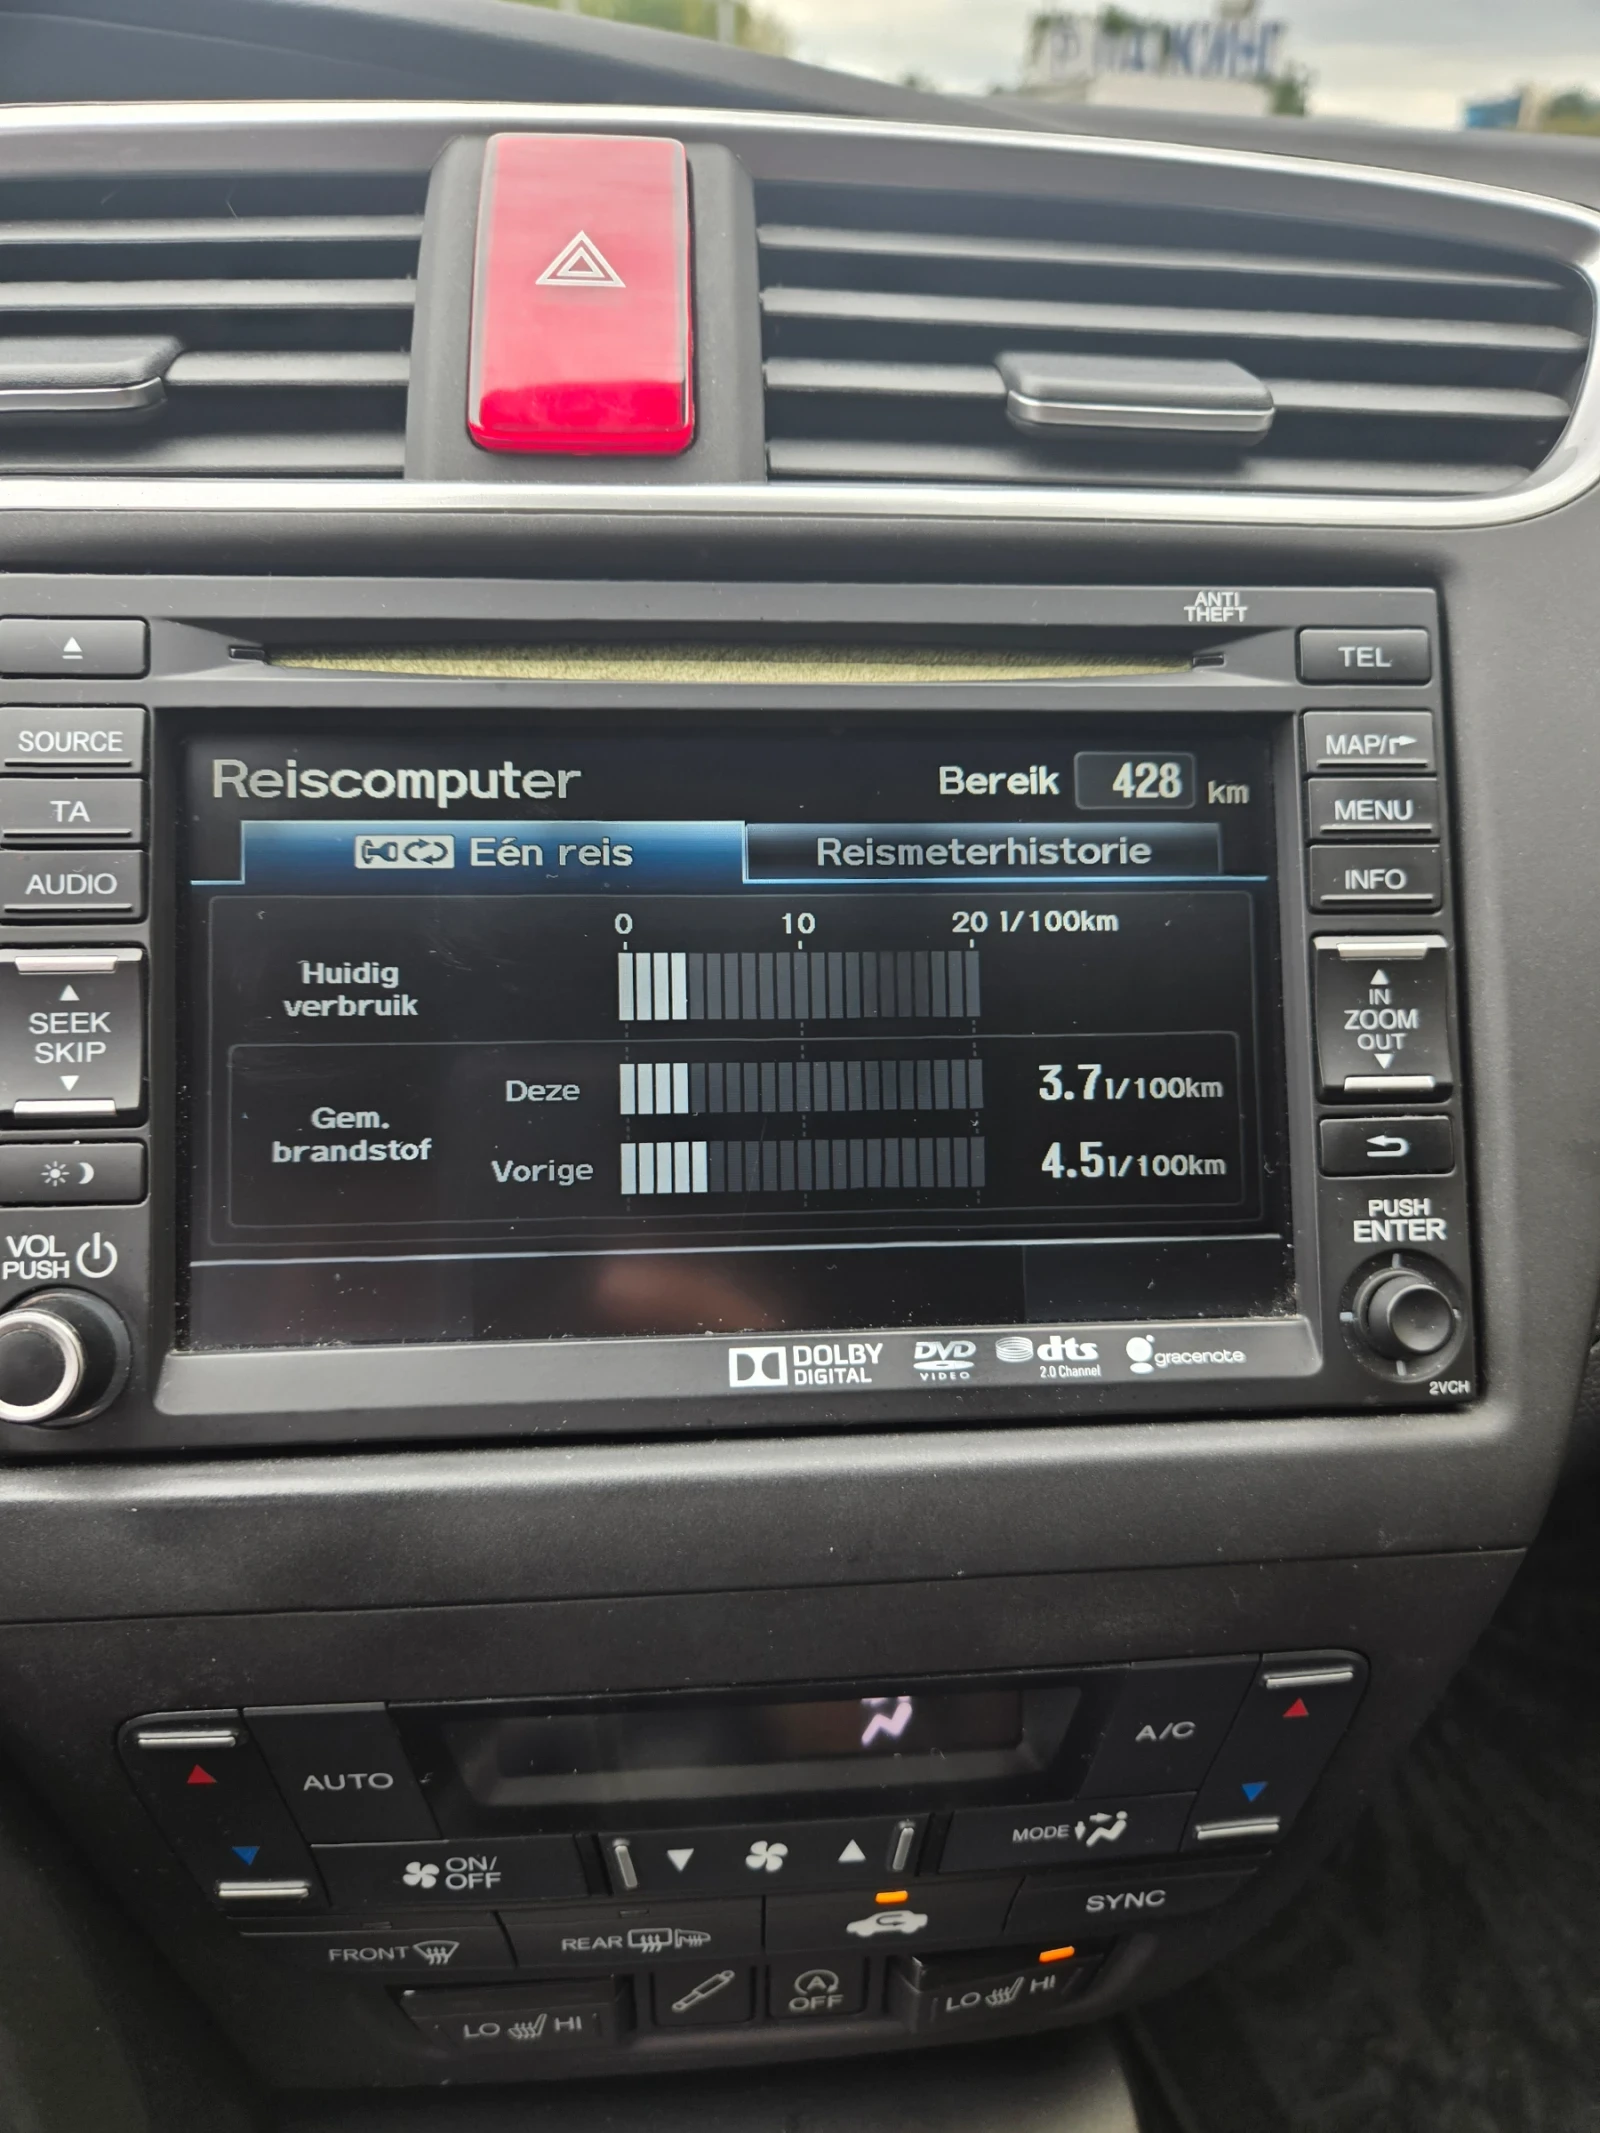 ANTI
THEFT
TEL
SOURCE
TA
AUDIO
SEEK
SKIP
VOL
PUSH
Reiscomputer
Bereik 428 km
Eén reis
Reismeterhistorie
0 10 20 l/100km
Huidig
verbruik
Gem.
brandstof
Deze 3.7 l/100km
Vorige 4.5 l/100km
MAP/
MENU
INFO
IN
ZOOM
OUT
PUSH
ENTER
2VCH
DOLBY
DIGITAL
DVD
VIDEO
dts
2.0 Channel
gracenote
AUTO
A/C
ON/
OFF
MODE
FRONT
REAR
SYNC
LO HI
A
OFF
LO HI